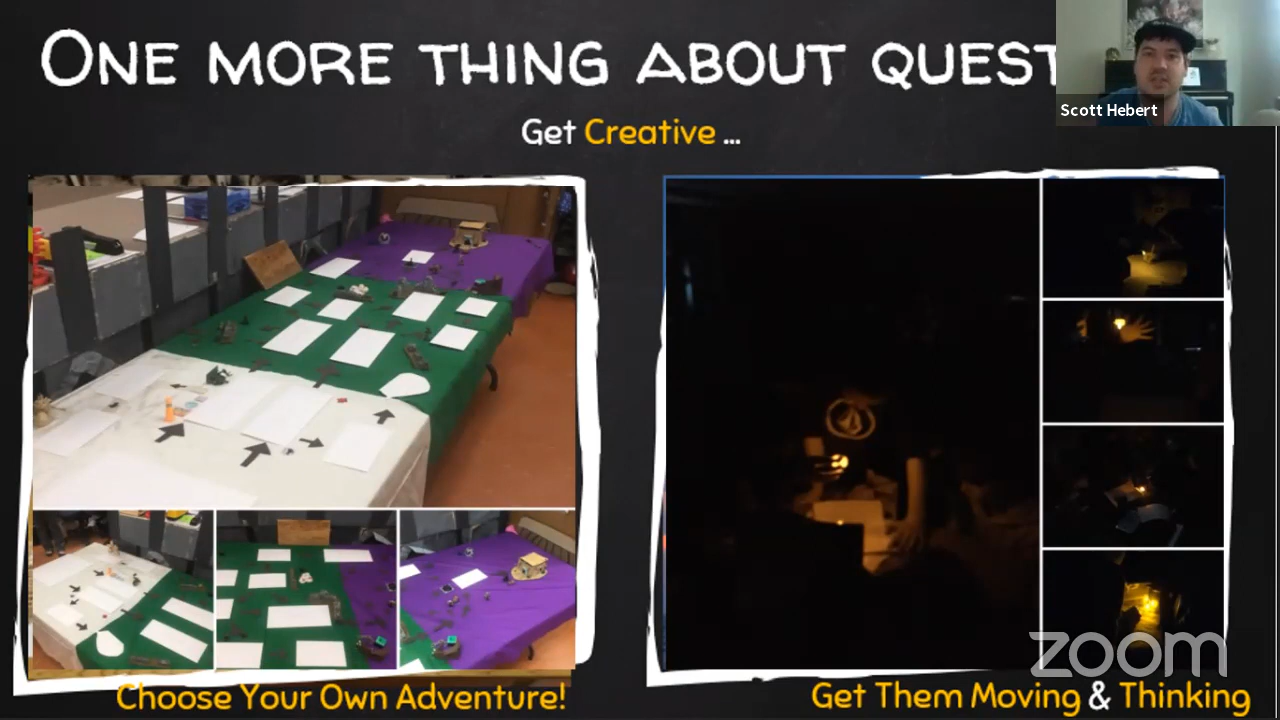 One more thing about quest
Scott Hebert
Get Creative ...
Choose Your Own Adventure!
Get Them Moving & Thinking
zoom